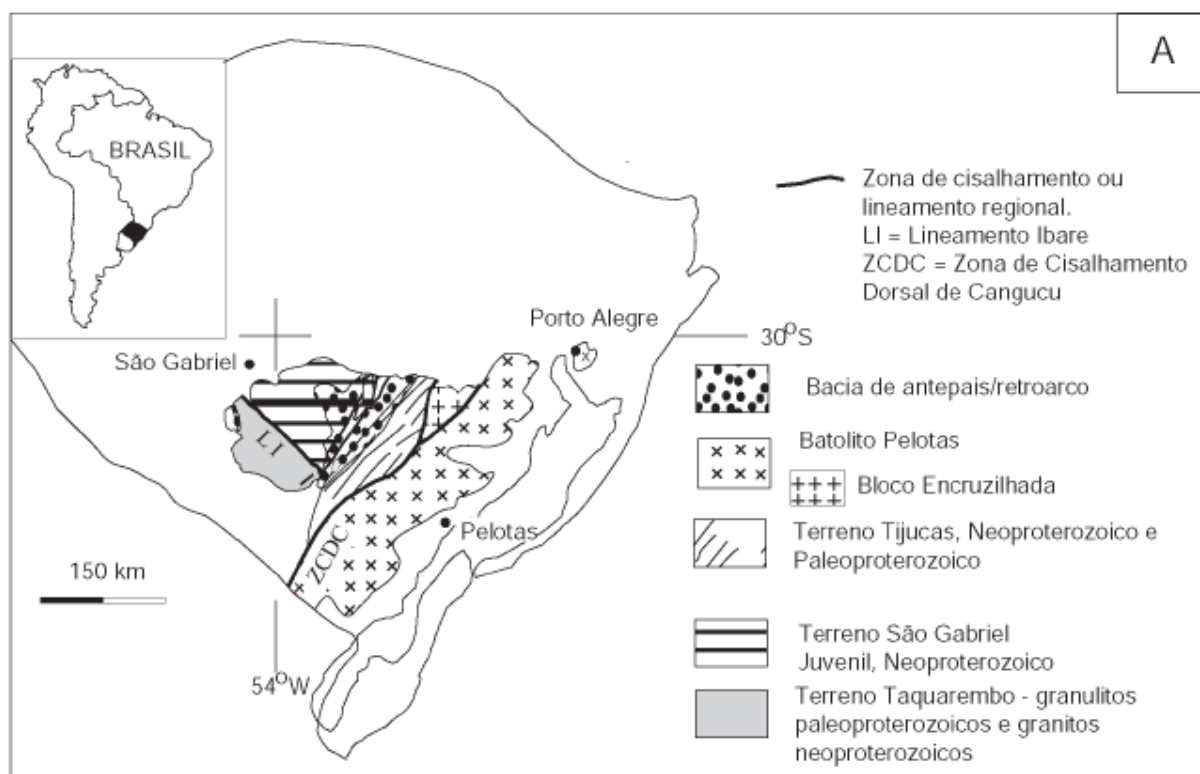 A
BRASIL
Zona de cisalhamento ou
lineamento regional.
LI = Lineamento Ibare
ZCDC = Zona de Cisalhamento
Dorsal de Cangucu
Porto Alegre
30°S
São Gabriel
Bacia de antepais/retroarco
LI
Batolito Pelotas
Bloco Encruzilhada
Pelotas
Terreno Tijucas, Neoproterozoico e
Paleoproterozoico
ZCDC
150 km
Terreno São Gabriel
Juvenil, Neoproterozoico
54°W
Terreno Taquarembo - granulitos
paleoproterozoicos e granitos
neoproterozoicos